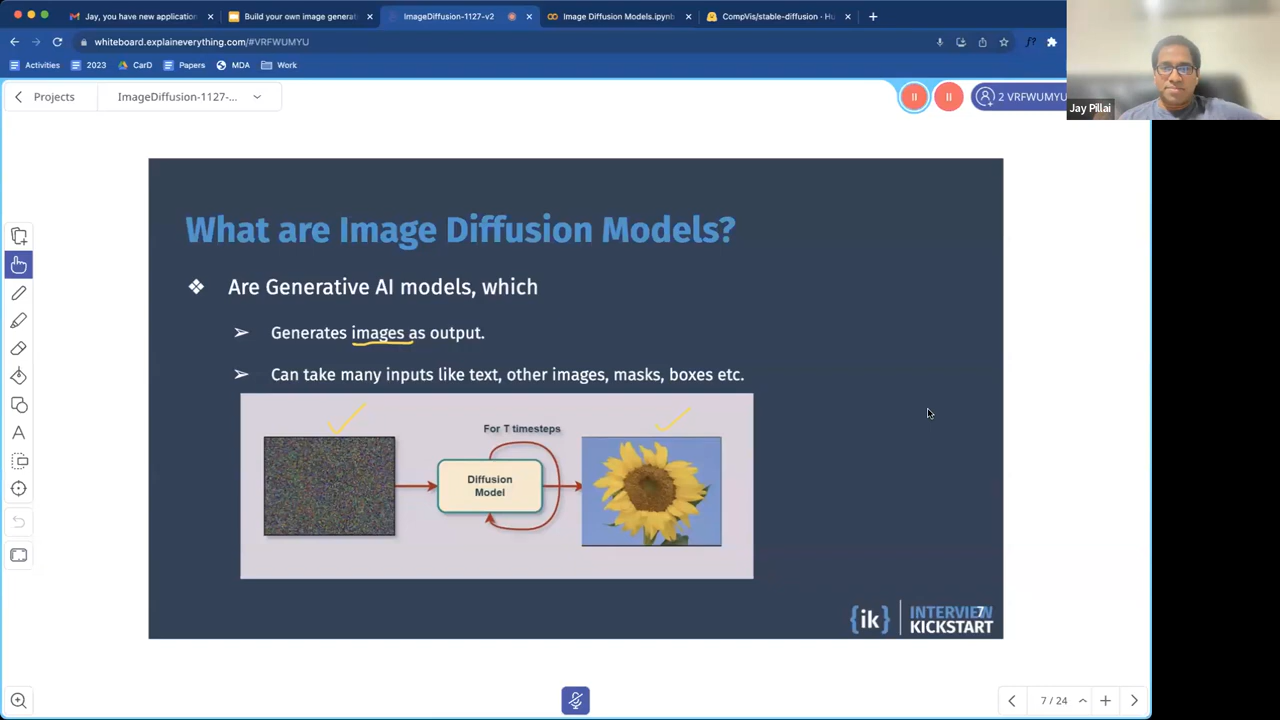 Jay, you have new application
Build your own image generat
ImageDiffusion-1127-v2
Image Diffusion Models.ipynb
CompVis/stable-diffusion · Hu
whiteboard.explaineverything.com/#VRFWUMYU
Activities
2023
CarD
Papers
MDA
Work
Projects
ImageDiffusion-1127-...
2 VRFWUMYU
Jay Pillai
What are Image Diffusion Models?
❖ Are Generative AI models, which
➢ Generates images as output.
➢ Can take many inputs like text, other images, masks, boxes etc.
For T timesteps
Diffusion
Model
{ik} INTERVIEW
KICKSTART
7
7 / 24